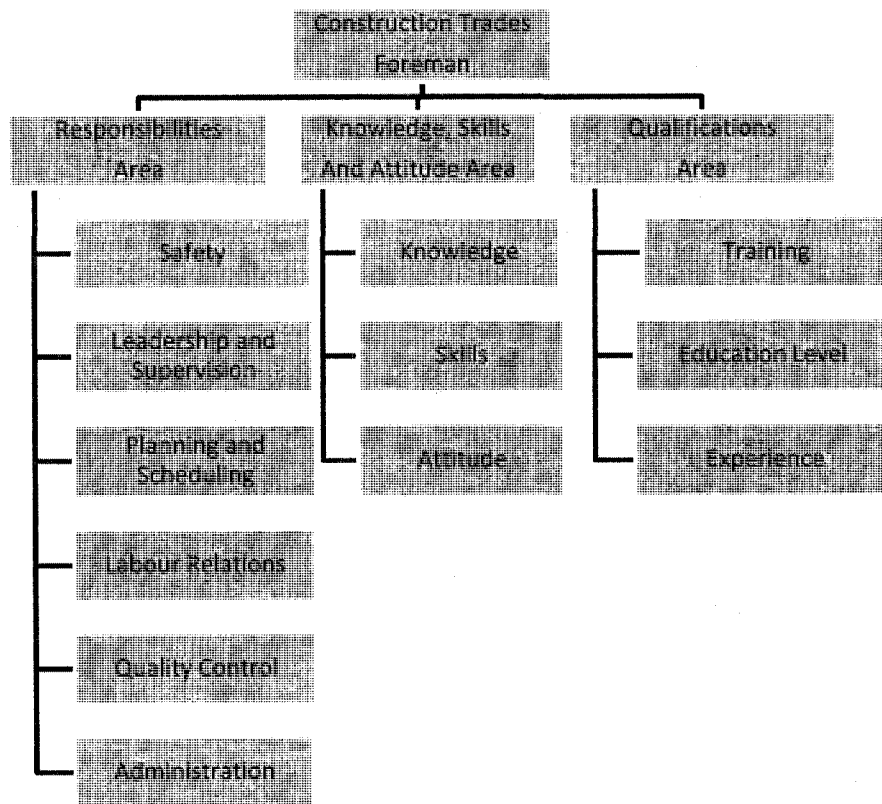 Construction Trades
Foreman
Responsibilities
Area
Knowledge, Skills
And Attitude Area
Qualifications
Area
Safety
Knowledge
Training
Leadership and
Supervision
Skills
Education Level
Planning and
Scheduling
Attitude
Experience
Labour Relations
Quality Control
Administration